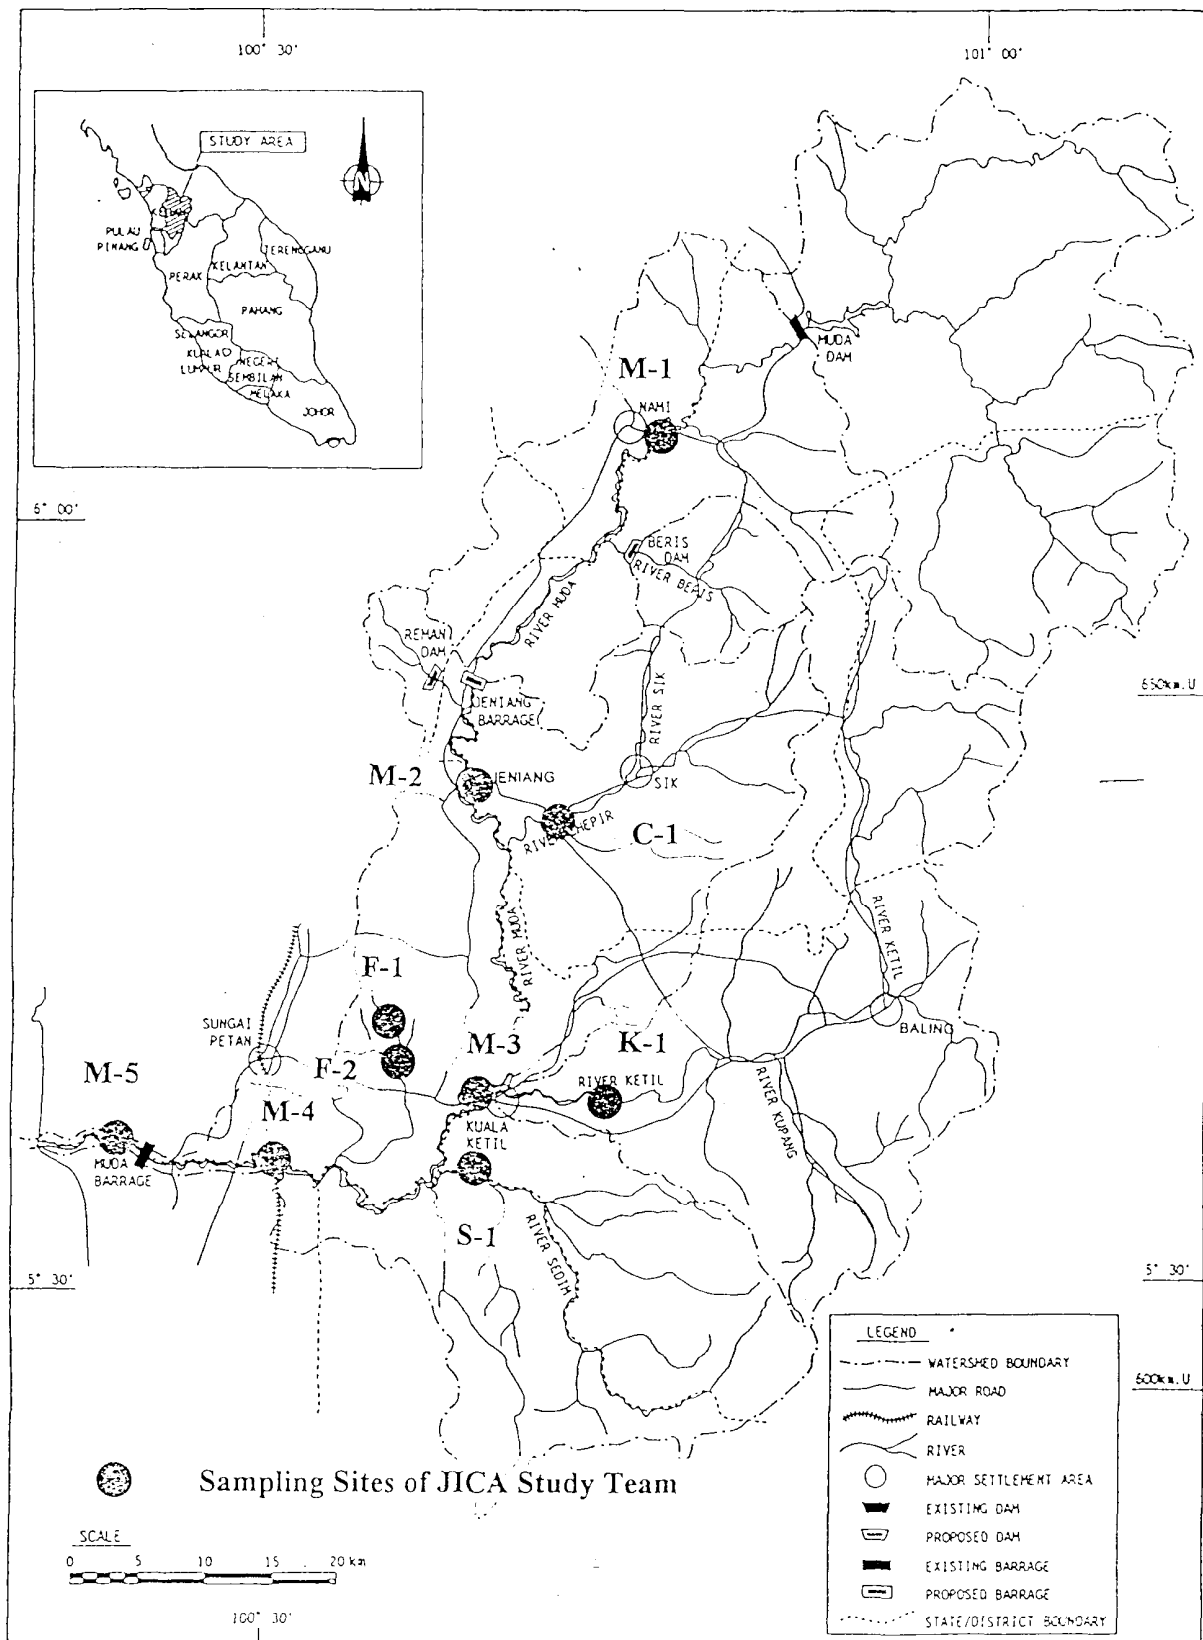 100° 30'
101° 00'
STUDY AREA
N
KEDAH
PULAU
PINANG
PERAK
KELANTAN
TERENGGANU
PAHANG
SELANGOR
KUALA
LUMPUR
NEGERI
SEMBILAN
MELAKA
JOHOR
MUDA
DAM
M-1
NAMI
6° 00'
BERIS
DAM
RIVER BERIS
RIVER MUDA
REMAN
DAM
JENIANG
BARRAGE
RIVER SIK
650km.U
M-2
JENIANG
SIK
RIVER CHEPIR
C-1
RIVER MUDA
RIVER KETIL
F-1
SUNGAI
PETANI
BALING
M-3
K-1
F-2
M-5
RIVER KETIL
M-4
KUALA
KETIL
RIVER KUPANG
MUDA
BARRAGE
S-1
RIVER SEDIM
5° 30'
5° 30'
LEGEND
WATERSHED BOUNDARY
MAJOR ROAD
RAILWAY
RIVER
MAJOR SETTLEMENT AREA
EXISTING DAM
PROPOSED DAM
EXISTING BARRAGE
PROPOSED BARRAGE
STATE/DISTRICT BOUNDARY
600km.U
Sampling Sites of JICA Study Team
SCALE
0 5 10 15 20 km
100° 30'